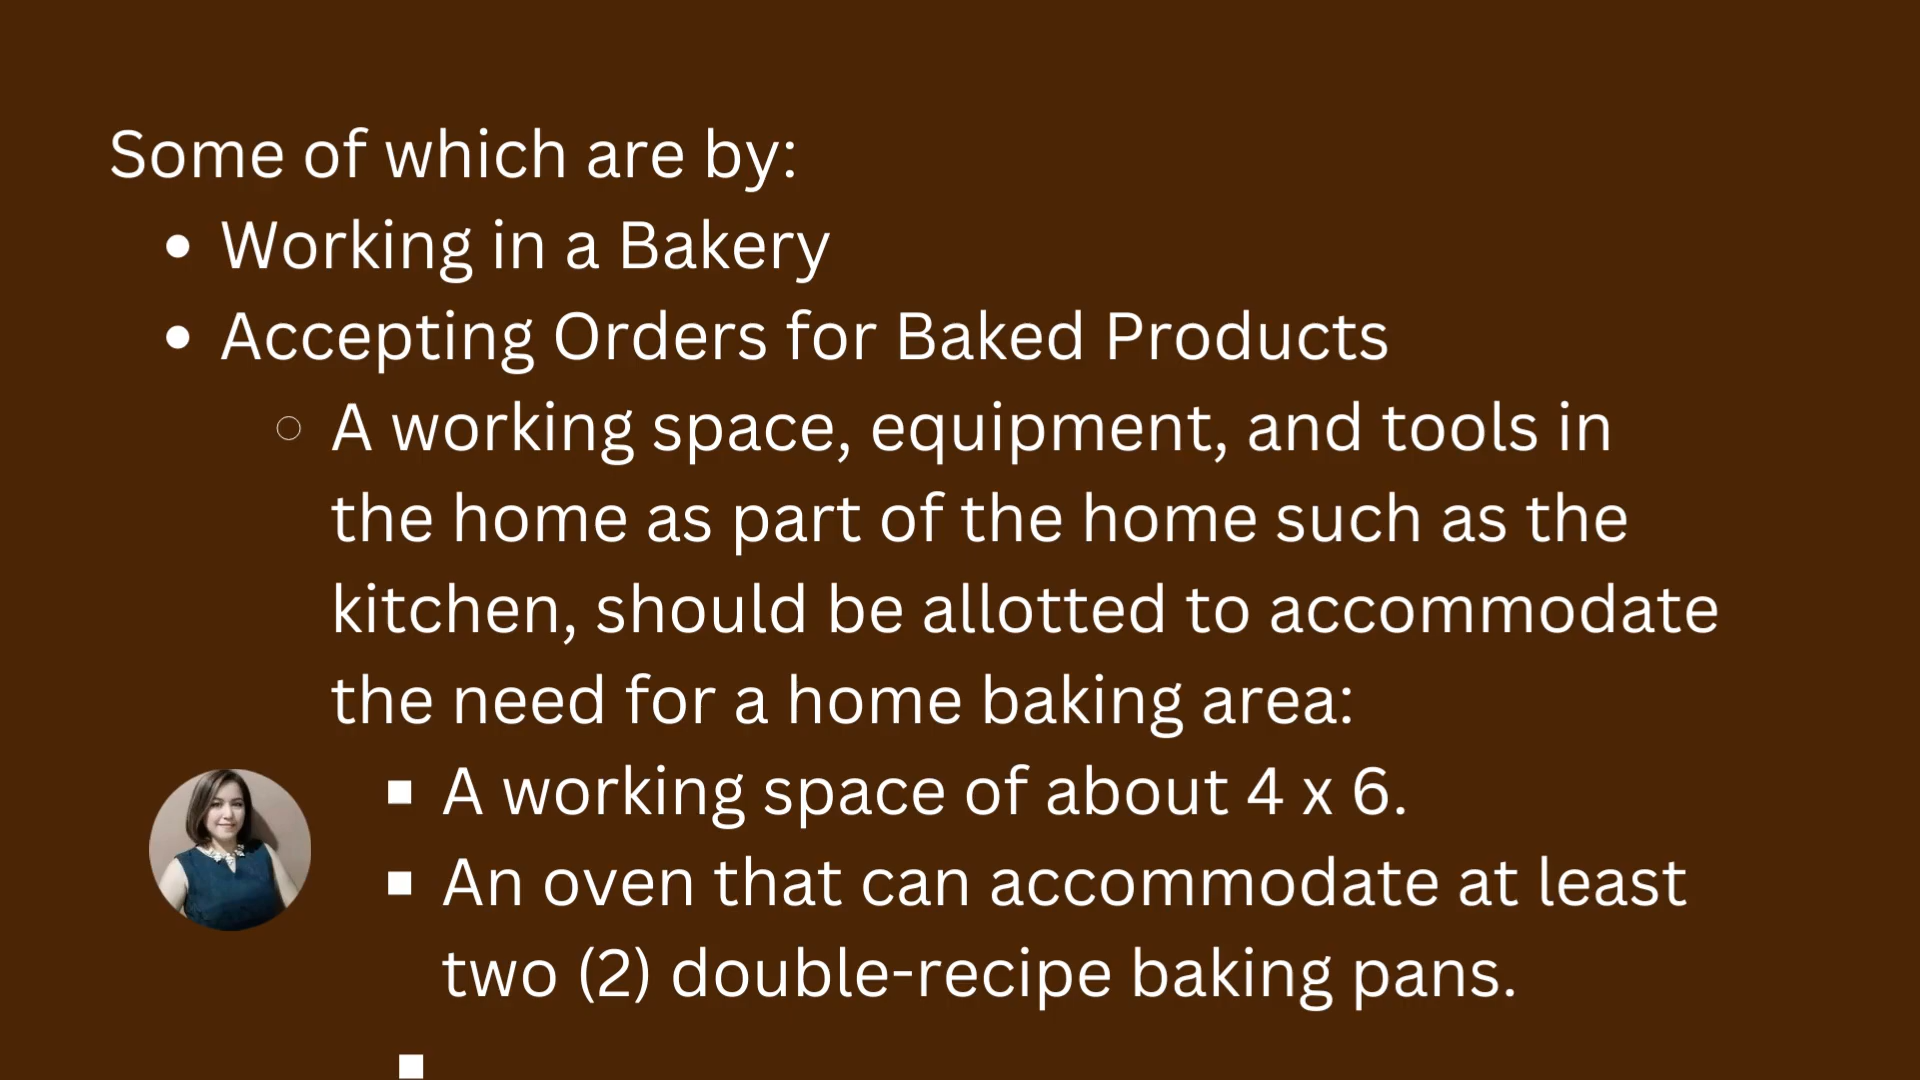 Some of which are by:
Working in a Bakery
Accepting Orders for Baked Products
A working space, equipment, and tools in
the home as part of the home such as the
kitchen, should be allotted to accommodate
the need for a home baking area:
A working space of about 4 x 6.
An oven that can accommodate at least
two (2) double-recipe baking pans.